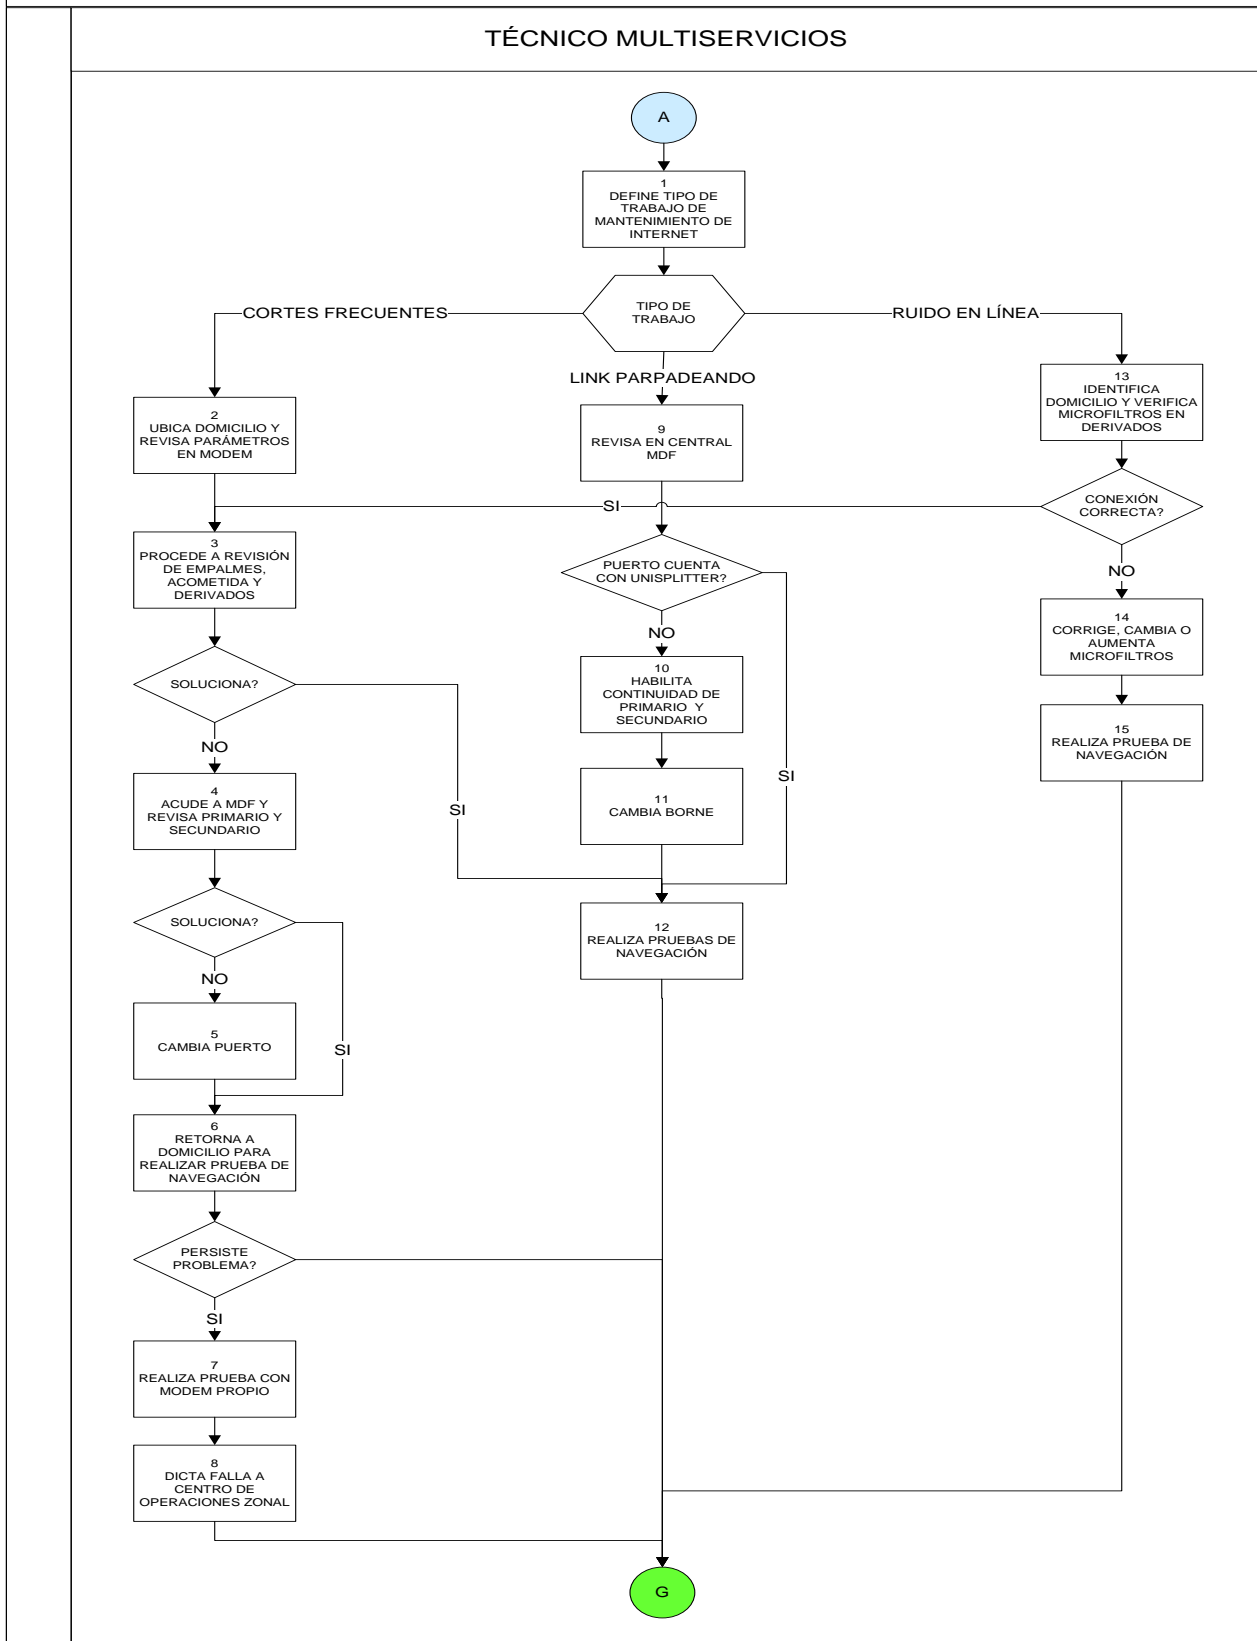 TÉCNICO MULTISERVICIOS
A
1
DEFINE TIPO DE
TRABAJO DE
MANTENIMIENTO DE
INTERNET
TIPO DE
TRABAJO
CORTES FRECUENTES
RUIDO EN LÍNEA
LINK PARPADEANDO
2
UBICA DOMICILIO Y
REVISA PARÁMETROS
EN MODEM
9
REVISA EN CENTRAL
MDF
13
IDENTIFICA
DOMICILIO Y VERIFICA
MICROFILTROS EN
DERIVADOS
CONEXIÓN
CORRECTA?
SI
NO
3
PROCEDE A REVISIÓN
DE EMPALMES,
ACOMETIDA Y
DERIVADOS
PUERTO CUENTA
CON UNISPLITTER?
NO
SI
14
CORRIGE, CAMBIA O
AUMENTA
MICROFILTROS
SOLUCIONA?
NO
SI
10
HABILITA
CONTINUIDAD DE
PRIMARIO Y
SECUNDARIO
15
REALIZA PRUEBA DE
NAVEGACIÓN
4
ACUDE A MDF Y
REVISA PRIMARIO Y
SECUNDARIO
11
CAMBIA BORNE
SOLUCIONA?
NO
SI
12
REALIZA PRUEBAS DE
NAVEGACIÓN
5
CAMBIA PUERTO
6
RETORNA A
DOMICILIO PARA
REALIZAR PRUEBA DE
NAVEGACIÓN
PERSISTE
PROBLEMA?
SI
7
REALIZA PRUEBA CON
MODEM PROPIO
8
DICTA FALLA A
CENTRO DE
OPERACIONES ZONAL
G